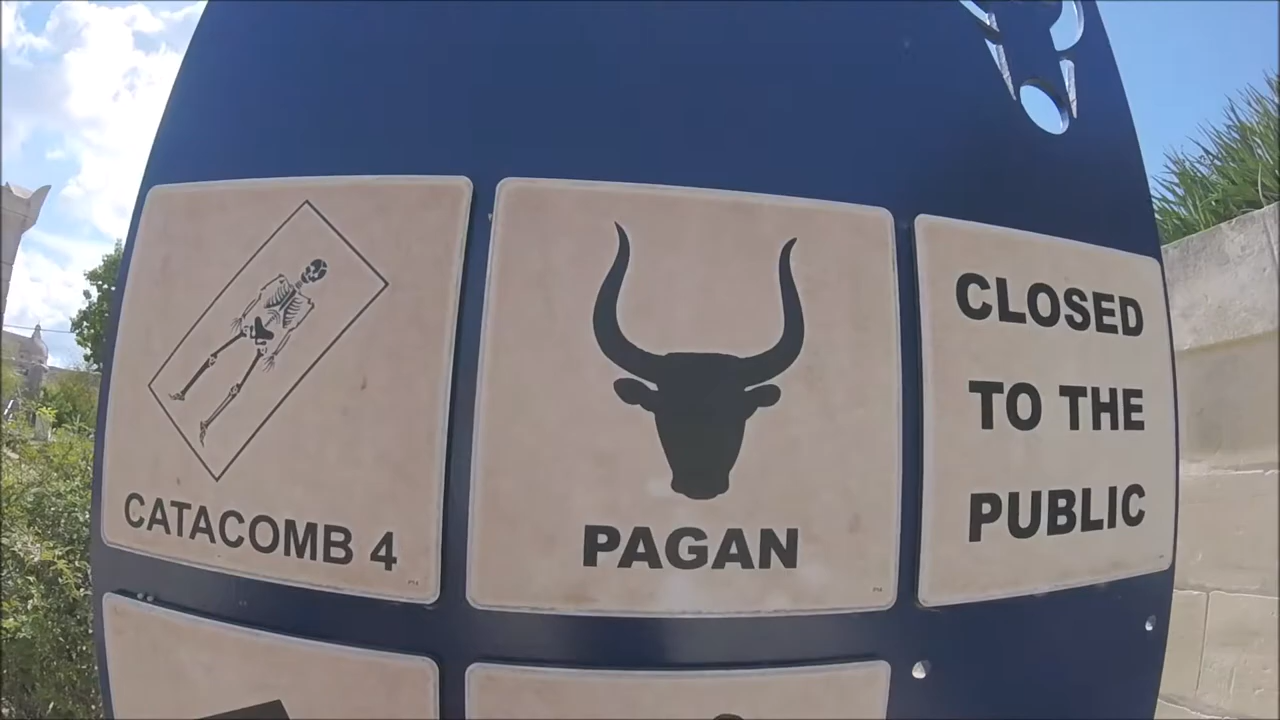 CATACOMB 4
PAGAN
CLOSED
TO THE
PUBLIC